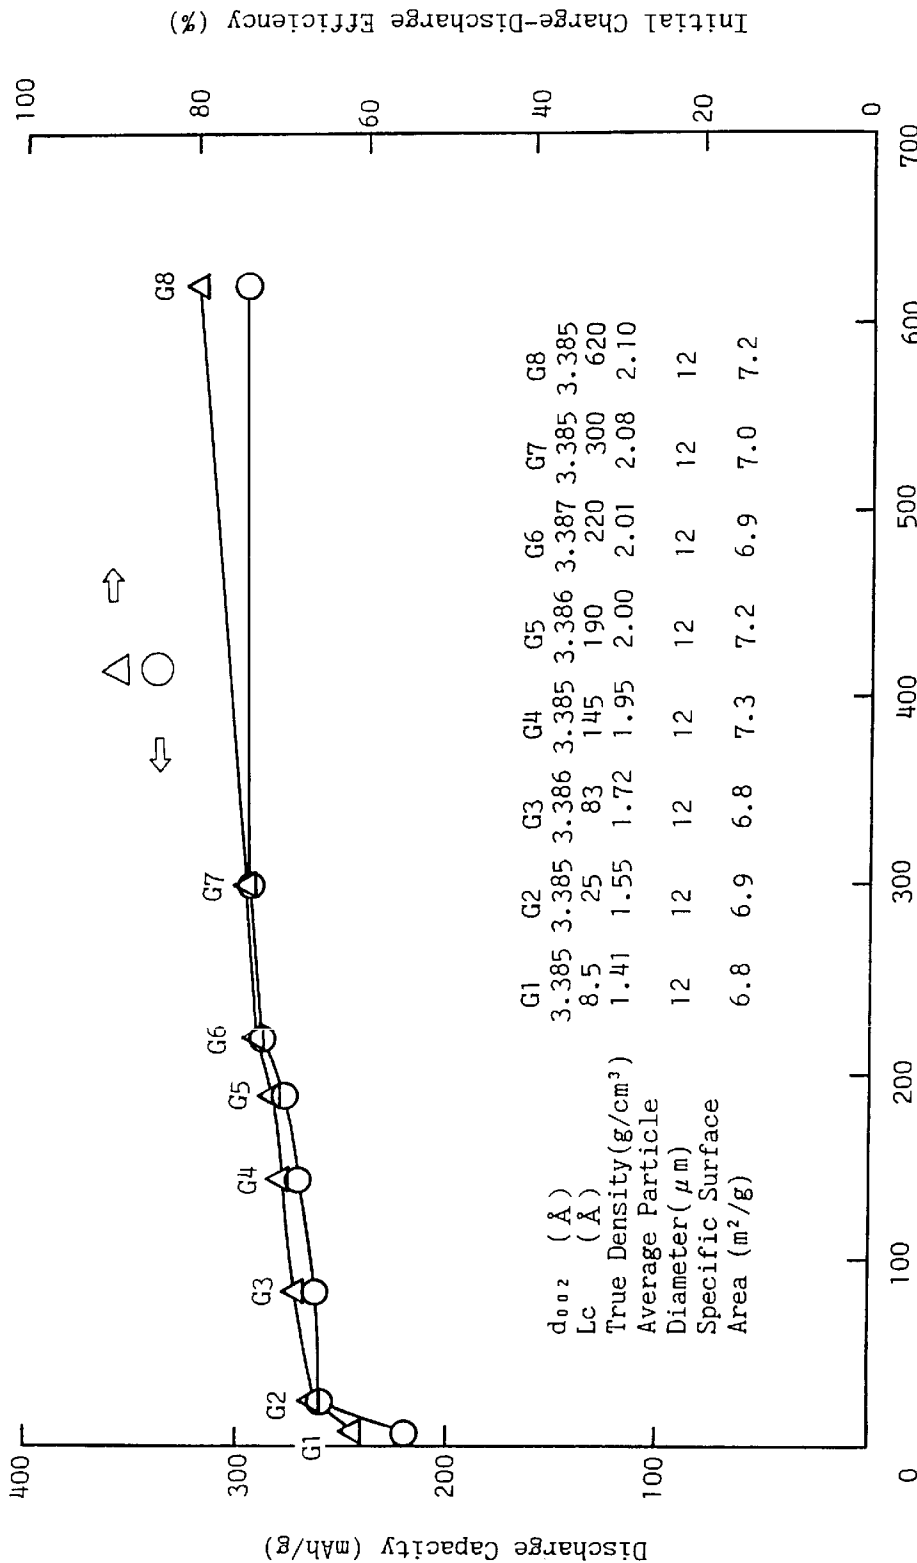 Initial Charge-Discharge Efficiency (%)
100
80
60
40
20
0
400
300
200
100
Discharge Capacity (mAh/g)
0
100
200
300
400
500
600
700
G1
G2
G3
G4
G5
G6
G7
G8
G1 G2 G3 G4 G5 G6 G7 G8
d₀₀₂ (Å) 3.385 3.385 3.386 3.385 3.386 3.387 3.385 3.385
Lc (Å) 8.5 25 83 145 190 220 300 620
True Density(g/cm³) 1.41 1.55 1.72 1.95 2.00 2.01 2.08 2.10
Average Particle
Diameter(μm) 12 12 12 12 12 12 12 12
Specific Surface
Area (m²/g) 6.8 6.9 6.8 7.3 7.2 6.9 7.0 7.2